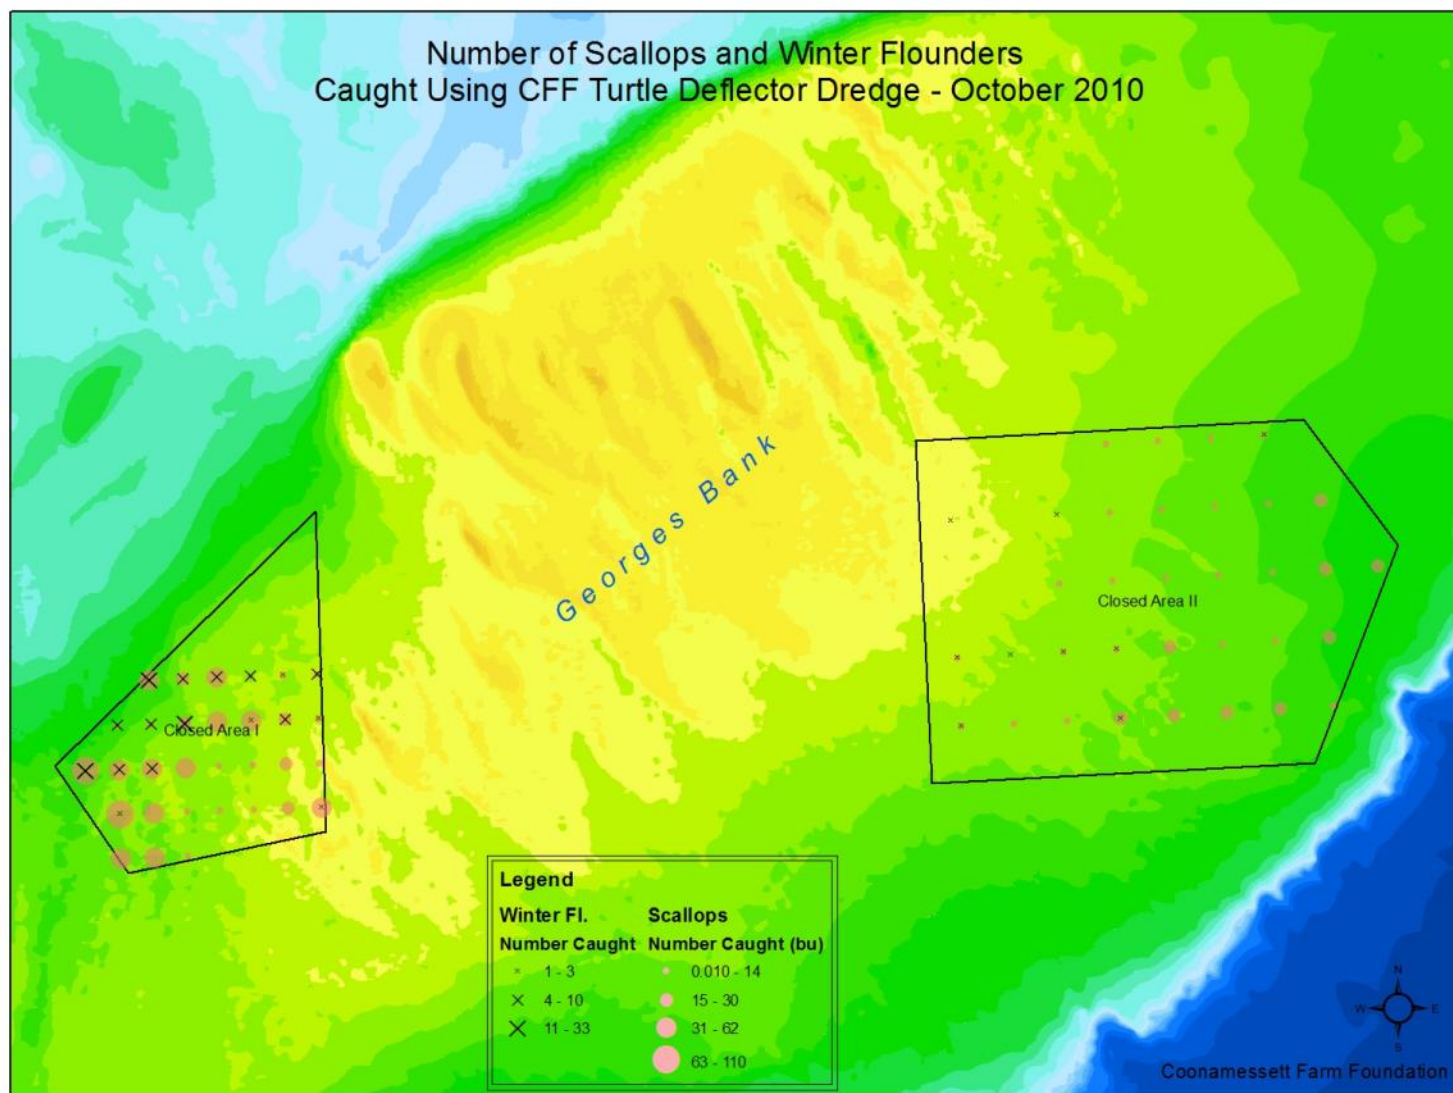 Number of Scallops and Winter Flounders
Caught Using CFF Turtle Deflector Dredge - October 2010
Georges Bank
Closed Area II
Closed Area I
Legend
Winter Fl. Scallops
Number Caught Number Caught (bu)
1 - 3 0.010 - 14
4 - 10 15 - 30
11 - 33 31 - 62
63 - 110
N
W E
S
Coonamessett Farm Foundation